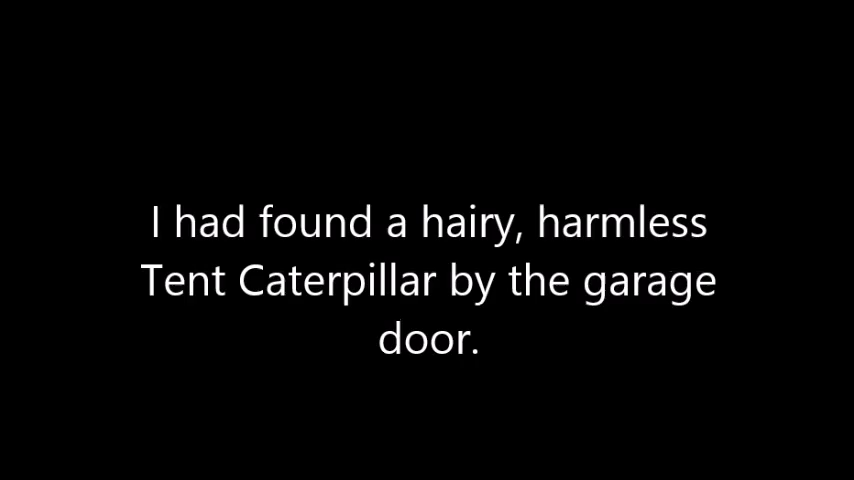 I had found a hairy, harmless
Tent Caterpillar by the garage
door.